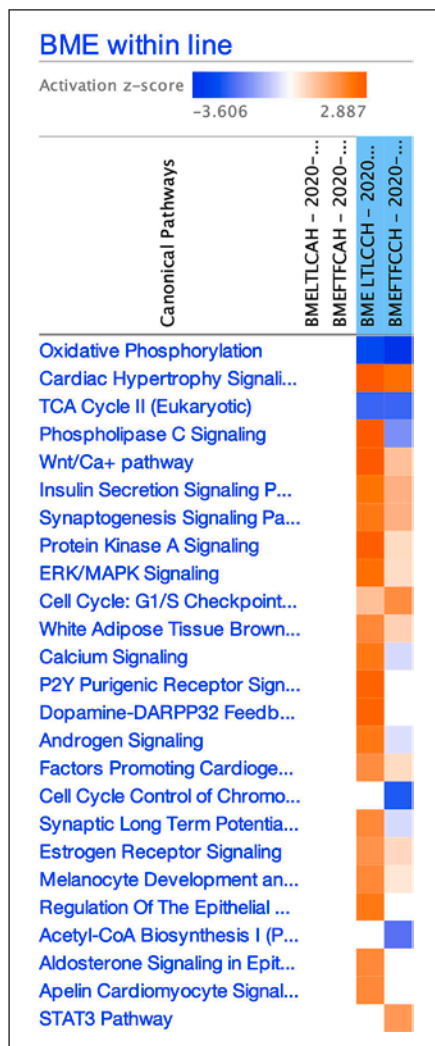 BME within line
Activation z-score
-3.606 2.887
Canonical Pathways
BMELTLCAH - 2020-...
BMEFTFCAH - 2020-...
BME LTLCCH - 2020...
BMEFTFCCH - 2020-...
Oxidative Phosphorylation
Cardiac Hypertrophy Signali...
TCA Cycle II (Eukaryotic)
Phospholipase C Signaling
Wnt/Ca+ pathway
Insulin Secretion Signaling P...
Synaptogenesis Signaling Pa...
Protein Kinase A Signaling
ERK/MAPK Signaling
Cell Cycle: G1/S Checkpoint...
White Adipose Tissue Brown...
Calcium Signaling
P2Y Purigenic Receptor Sign...
Dopamine-DARPP32 Feedb...
Androgen Signaling
Factors Promoting Cardioge...
Cell Cycle Control of Chromo...
Synaptic Long Term Potentia...
Estrogen Receptor Signaling
Melanocyte Development an...
Regulation Of The Epithelial ...
Acetyl-CoA Biosynthesis I (P...
Aldosterone Signaling in Epit...
Apelin Cardiomyocyte Signal...
STAT3 Pathway